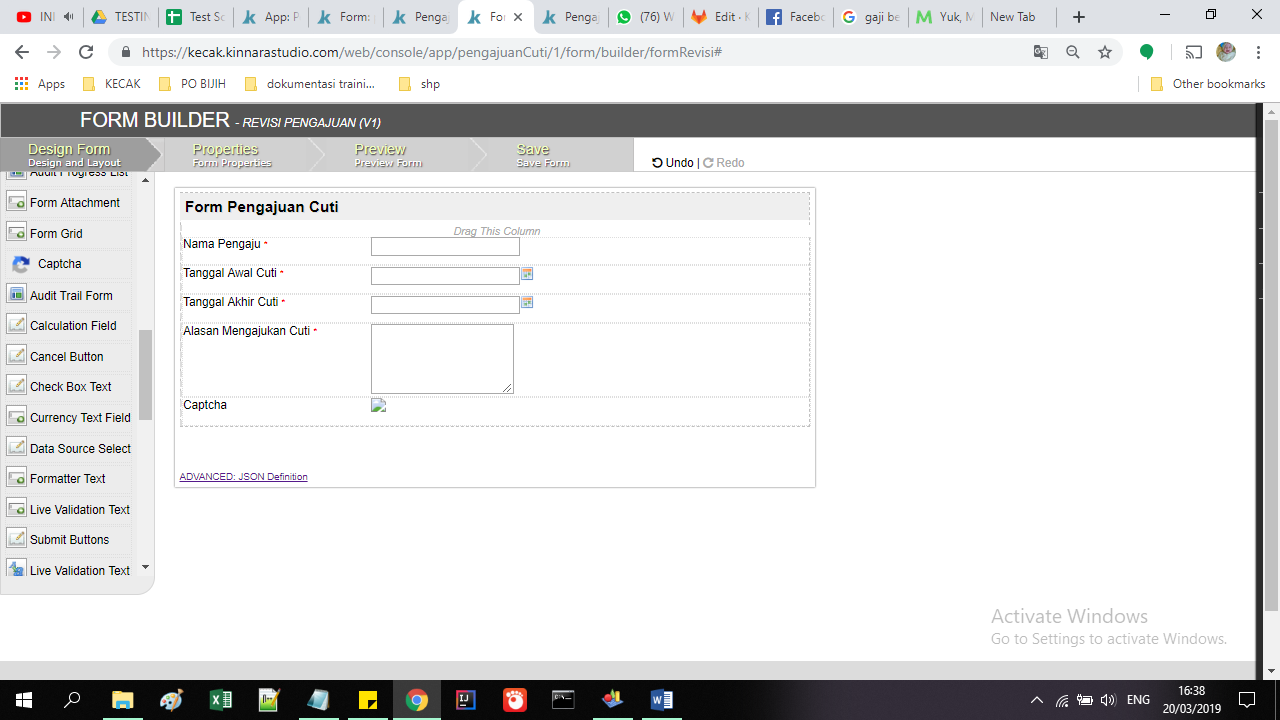 INI
TESTIN
Test Sc
App: P
Form:
Penga
For
Penga
(76) W
Edit · K
Facebo
gaji be
Yuk, M
New Tab
https://kecak.kinnarastudio.com/web/console/app/pengajuanCuti/1/form/builder/formRevisi#
Apps
KECAK
PO BIJIH
dokumentasi traini...
shp
Other bookmarks
FORM BUILDER - REVISI PENGAJUAN (V1)
Design Form
Design and Layout
Properties
Form Properties
Preview
Preview Form
Save
Save Form
Undo | Redo
Audit Progress List
Form Attachment
Form Grid
Captcha
Audit Trail Form
Calculation Field
Cancel Button
Check Box Text
Currency Text Field
Data Source Select
Formatter Text
Live Validation Text
Submit Buttons
Live Validation Text
Form Pengajuan Cuti
Drag This Column
Nama Pengaju *
Tanggal Awal Cuti *
Tanggal Akhir Cuti *
Alasan Mengajukan Cuti *
Captcha
ADVANCED: JSON Definition
Activate Windows
Go to Settings to activate Windows.
ENG
16:38
20/03/2019